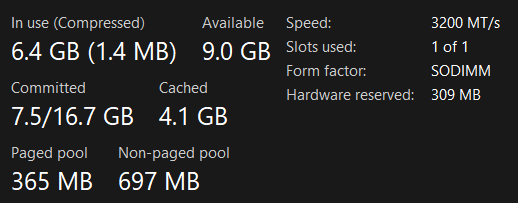 In use (Compressed) Available
6.4 GB (1.4 MB) 9.0 GB
Committed Cached
7.5/16.7 GB 4.1 GB
Paged pool Non-paged pool
365 MB 697 MB
Speed: 3200 MT/s
Slots used: 1 of 1
Form factor: SODIMM
Hardware reserved: 309 MB